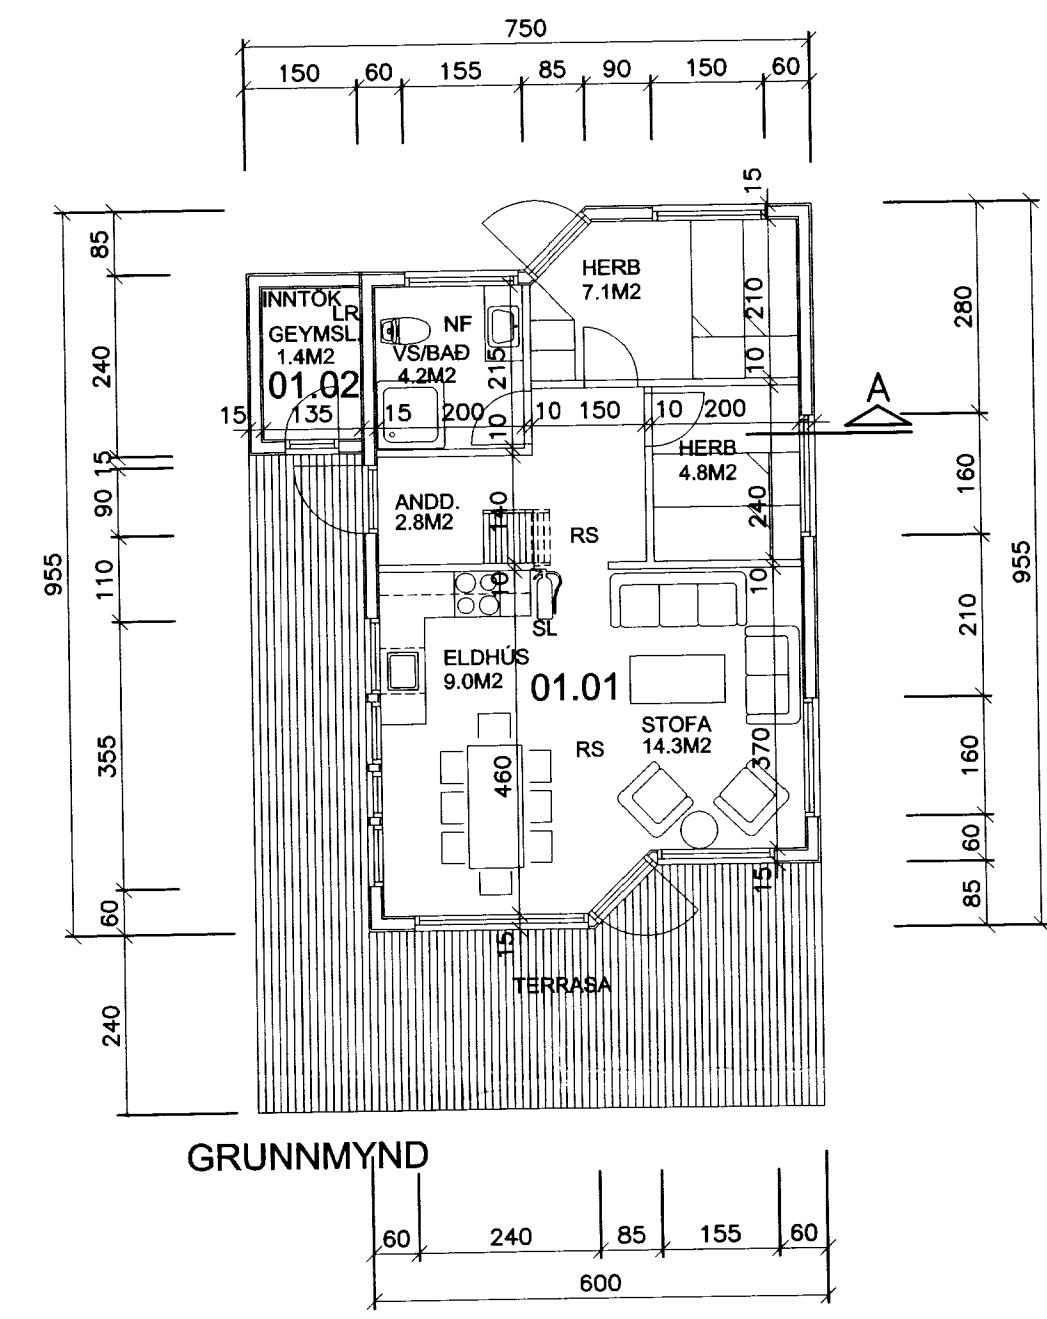 750
150 60 155 85 90 150 60
15
85
240
15
90
110
355
60
240
955
280
160
210
160
60
85
955
INNTÖK
LR
GEYMSL.
1.4M2
01.02
NF
VS/BAÐ
4.2M2
215
HERB
7.1M2
210
10
15 135 15 200 10 150 10 200
10
A
HERB
4.8M2
240
ANDD.
2.8M2
140
RS
10
10
SL
ELDHÚS
9.0M2
01.01
STOFA
14.3M2
RS
370
460
15
15
TERRASA
GRUNNMYND
60 240 85 155 60
600